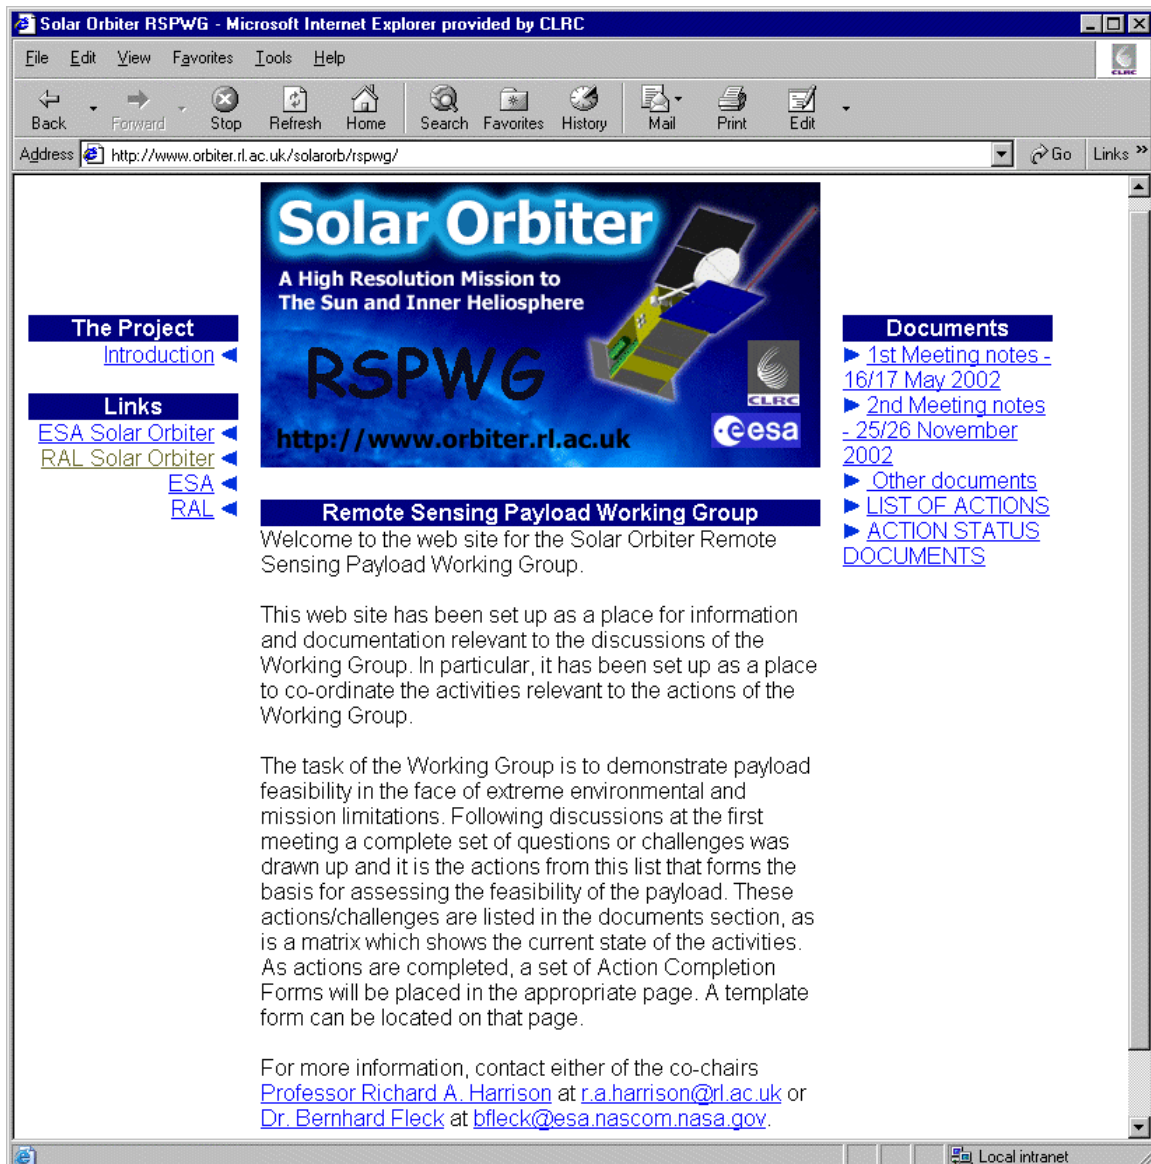 Solar Orbiter RSPWG - Microsoft Internet Explorer provided by CLRC
File Edit View Favorites Tools Help
CLRC
Back Forward Stop Refresh Home Search Favorites History Mail Print Edit
Address http://www.orbiter.rl.ac.uk/solarorb/rspwg/ Go Links »
Solar Orbiter
A High Resolution Mission to
The Sun and Inner Heliosphere
RSPWG
CLRC
esa
http://www.orbiter.rl.ac.uk
The Project
Introduction
Links
ESA Solar Orbiter
RAL Solar Orbiter
ESA
RAL
Remote Sensing Payload Working Group
Welcome to the web site for the Solar Orbiter Remote
Sensing Payload Working Group.
This web site has been set up as a place for information
and documentation relevant to the discussions of the
Working Group. In particular, it has been set up as a place
to co-ordinate the activities relevant to the actions of the
Working Group.
The task of the Working Group is to demonstrate payload
feasibility in the face of extreme environmental and
mission limitations. Following discussions at the first
meeting a complete set of questions or challenges was
drawn up and it is the actions from this list that forms the
basis for assessing the feasibility of the payload. These
actions/challenges are listed in the documents section, as
is a matrix which shows the current state of the activities.
As actions are completed, a set of Action Completion
Forms will be placed in the appropriate page. A template
form can be located on that page.
For more information, contact either of the co-chairs
Professor Richard A. Harrison at r.a.harrison@rl.ac.uk or
Dr. Bernhard Fleck at bfleck@esa.nascom.nasa.gov.
Documents
1st Meeting notes -
16/17 May 2002
2nd Meeting notes
- 25/26 November
2002
Other documents
LIST OF ACTIONS
ACTION STATUS
DOCUMENTS
Local intranet